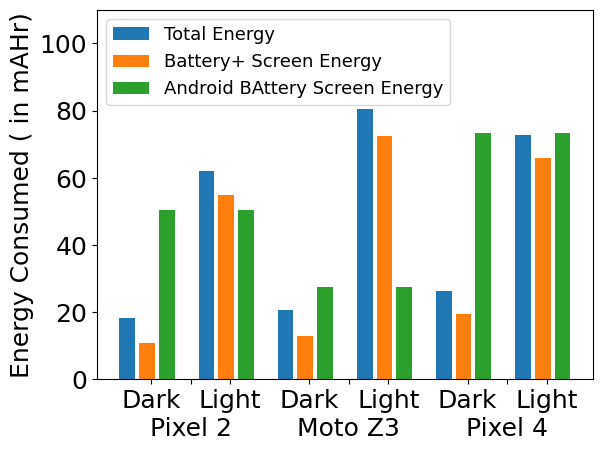 Energy Consumed ( in mAHr)
100
80
60
40
20
0
Total Energy
Battery+ Screen Energy
Android BAttery Screen Energy
Dark Light Dark Light Dark Light
Pixel 2 Moto Z3 Pixel 4